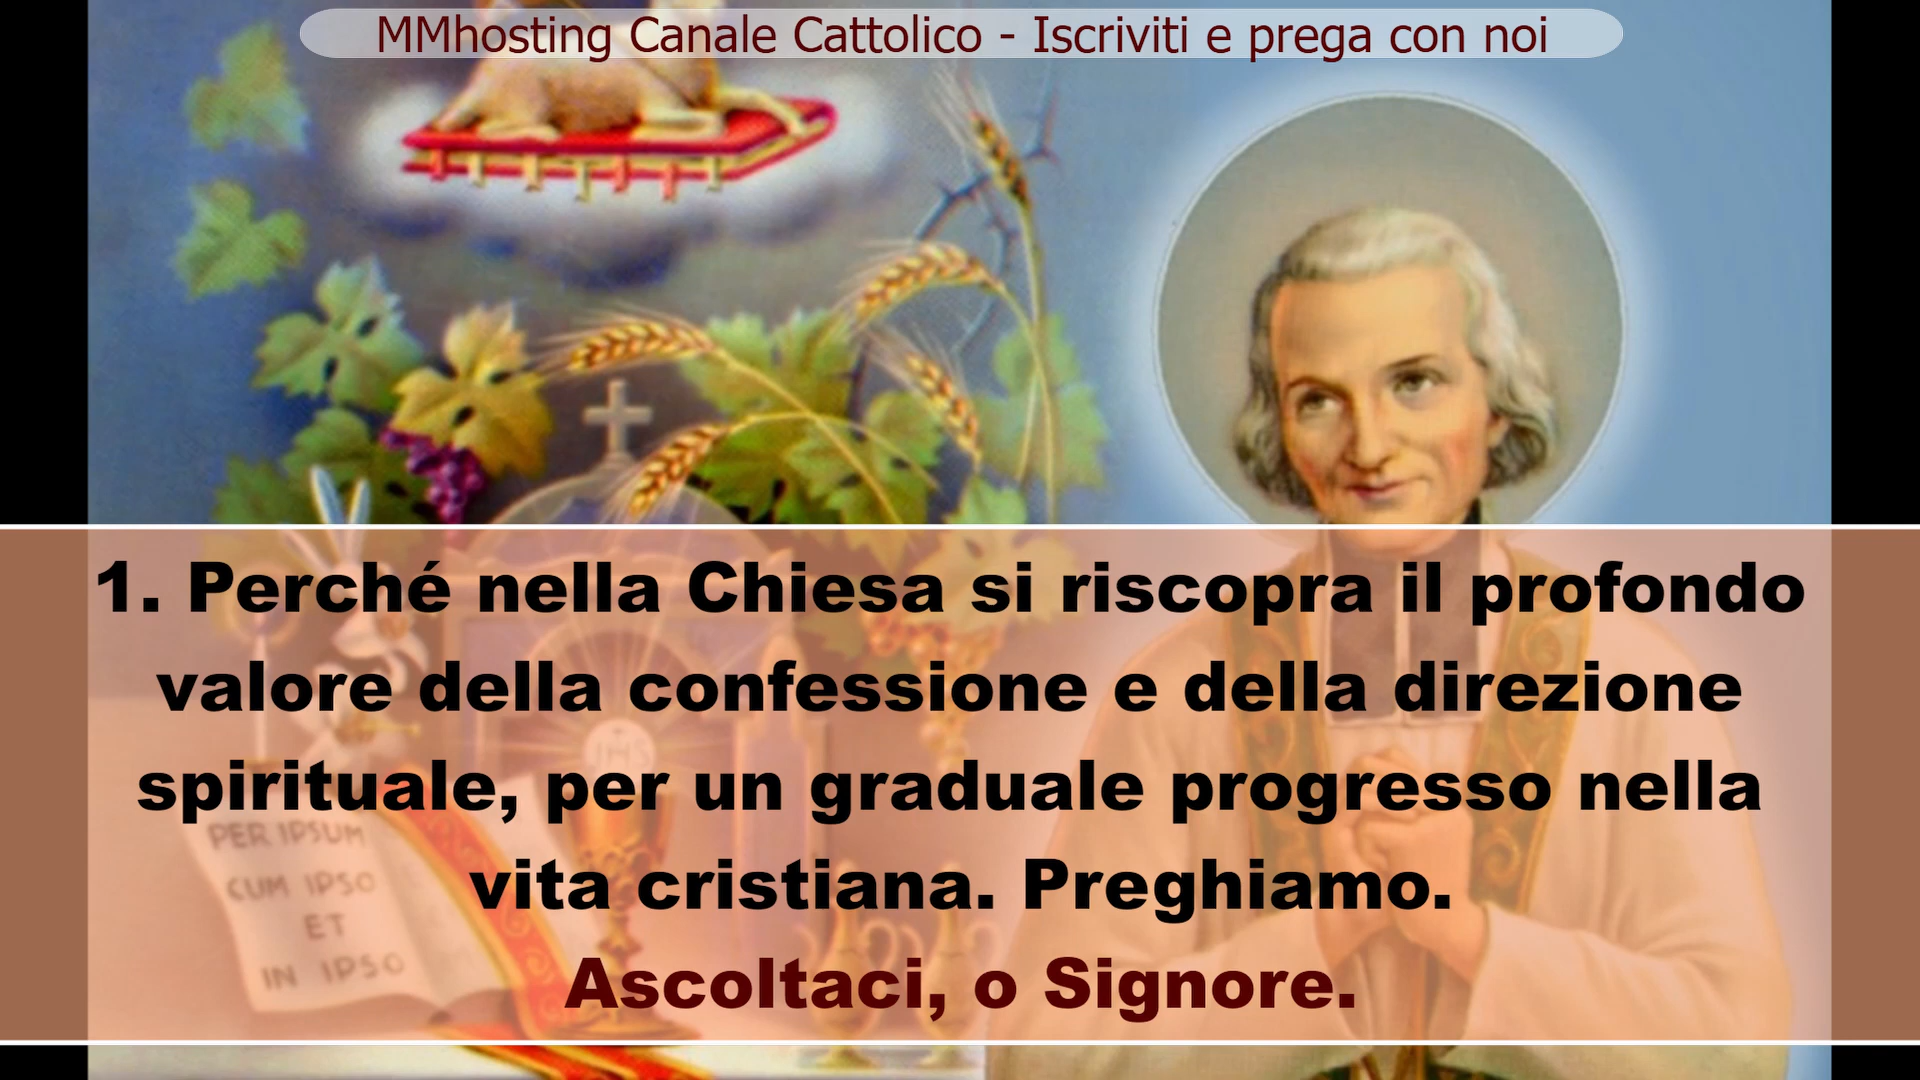 MMhosting Canale Cattolico - Iscriviti e prega con noi
1. Perché nella Chiesa si riscopra il profondo
valore della confessione e della direzione
spirituale, per un graduale progresso nella
vita cristiana. Preghiamo.
Ascoltaci, o Signore.
IHS
PER IPSUM
CUM IPSO
ET
IN IPSO